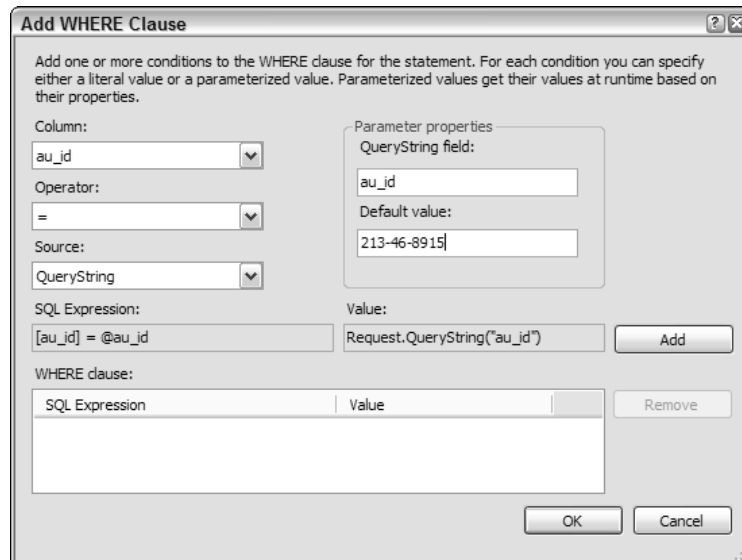 Add WHERE Clause
Add one or more conditions to the WHERE clause for the statement. For each condition you can specify
either a literal value or a parameterized value. Parameterized values get their values at runtime based on
their properties.
Column:
au_id
Operator:
=
Source:
QueryString
Parameter properties
QueryString field:
au_id
Default value:
213-46-8915
SQL Expression:
[au_id] = @au_id
Value:
Request.QueryString("au_id")
Add
WHERE clause:
SQL Expression Value
Remove
OK Cancel